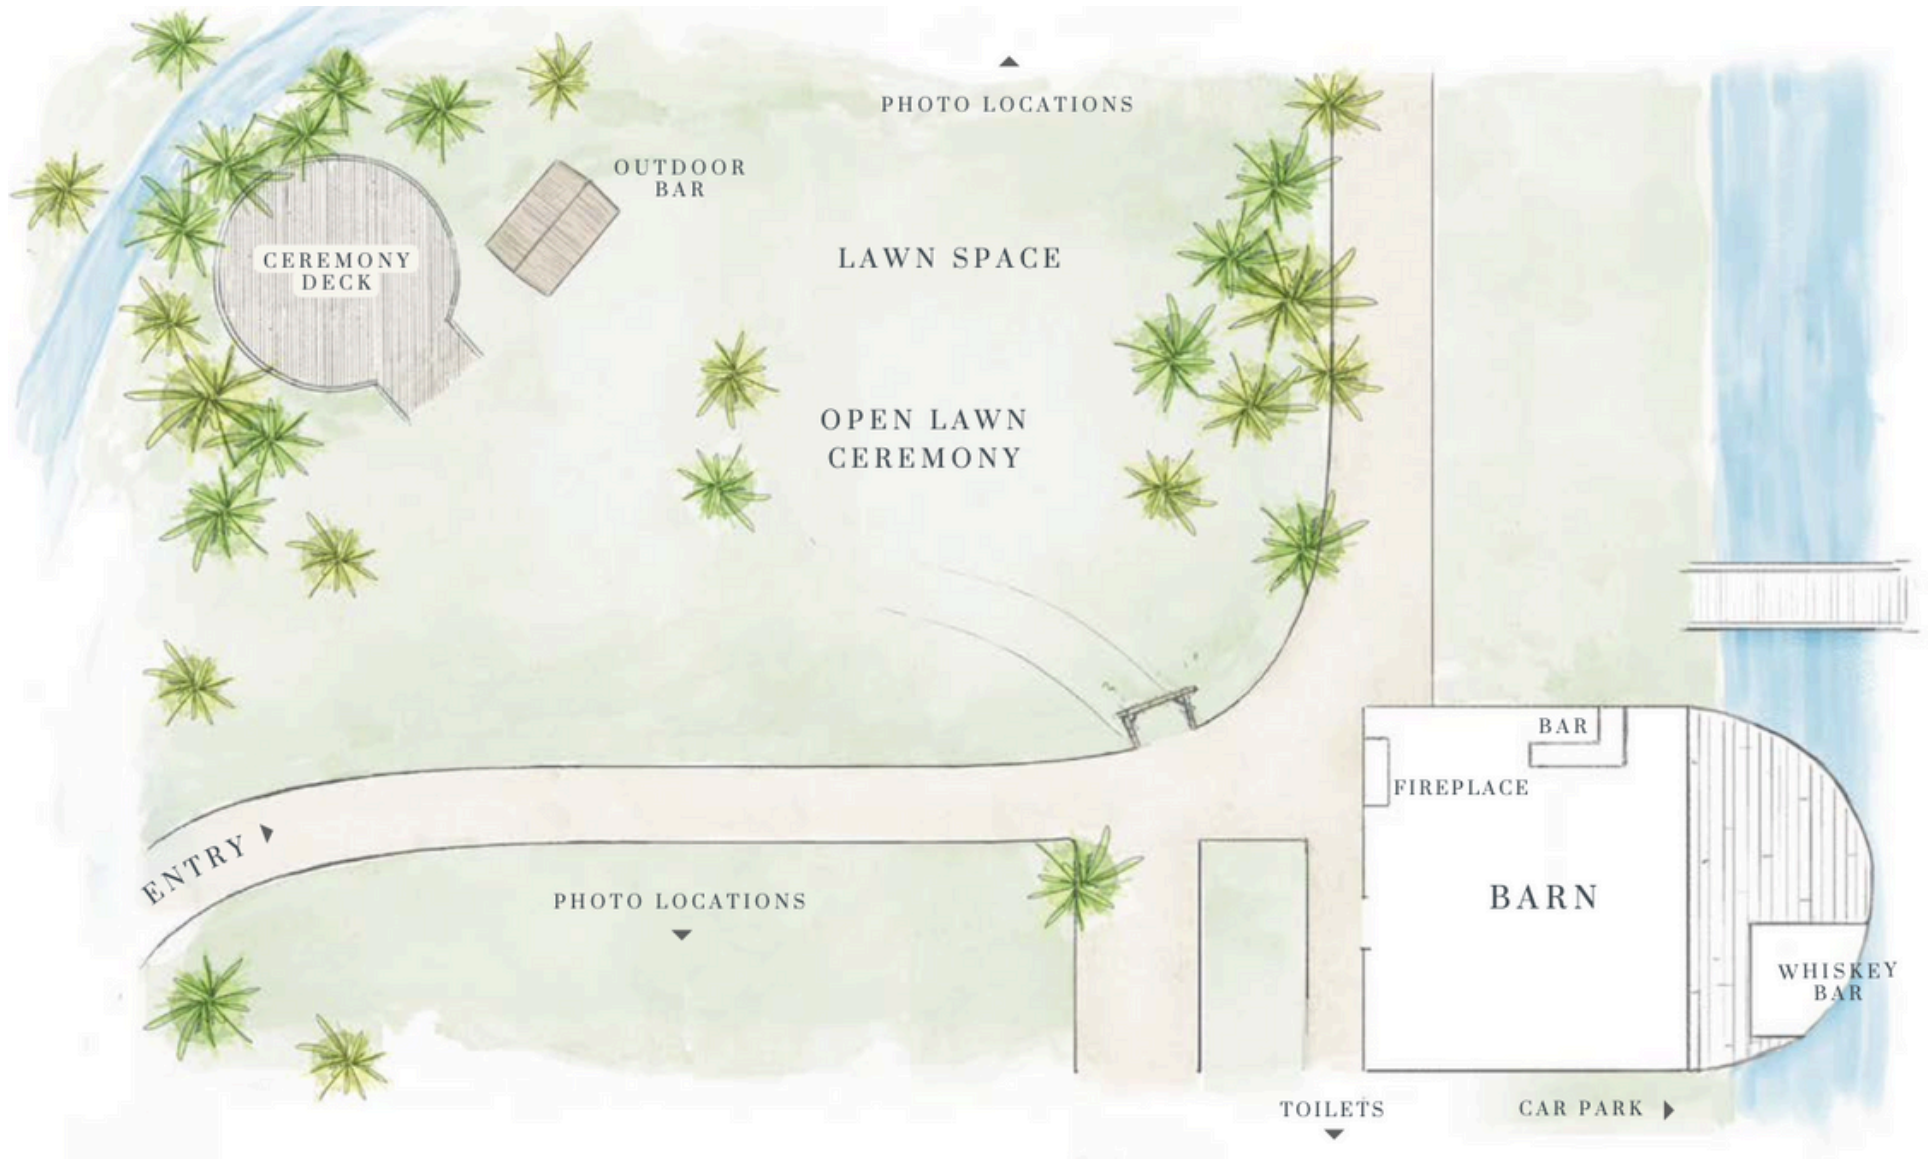 PHOTO LOCATIONS
OUTDOOR
BAR
LAWN SPACE
CEREMONY
DECK
OPEN LAWN
CEREMONY
BAR
FIREPLACE
ENTRY
BARN
PHOTO LOCATIONS
WHISKEY
BAR
TOILETS
CAR PARK